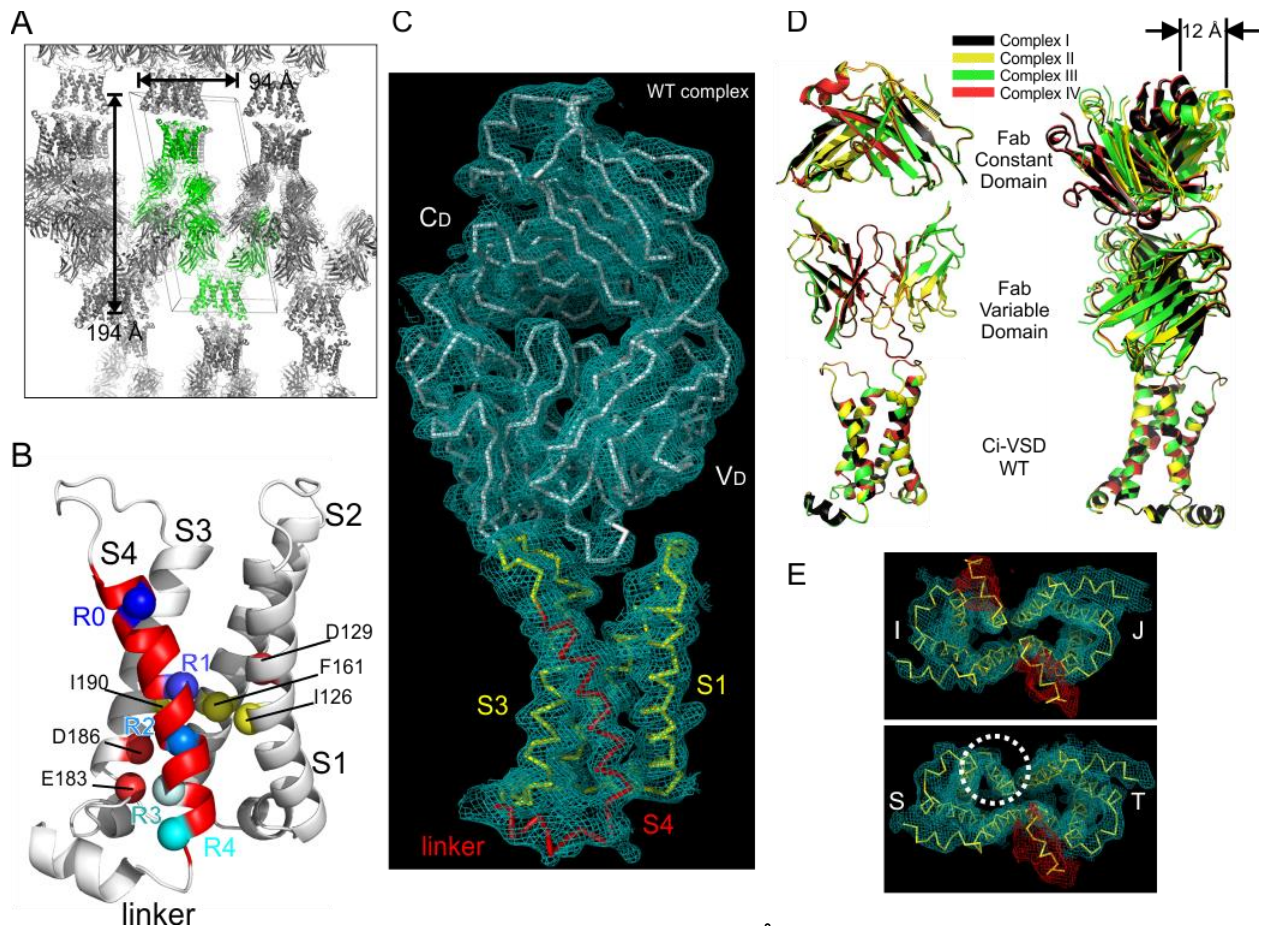 A
94 Å
194 Å
B
S4
S3
S2
R0
R1
D129
F161
I126
I190
R2
D186
E183
R3
R4
S1
linker
C
WT complex
CD
VD
S3
S1
S4
linker
D
Complex I
Complex II
Complex III
Complex IV
12 Å
Fab
Constant
Domain
Fab
Variable
Domain
Ci-VSD
WT
E
I
J
S
T